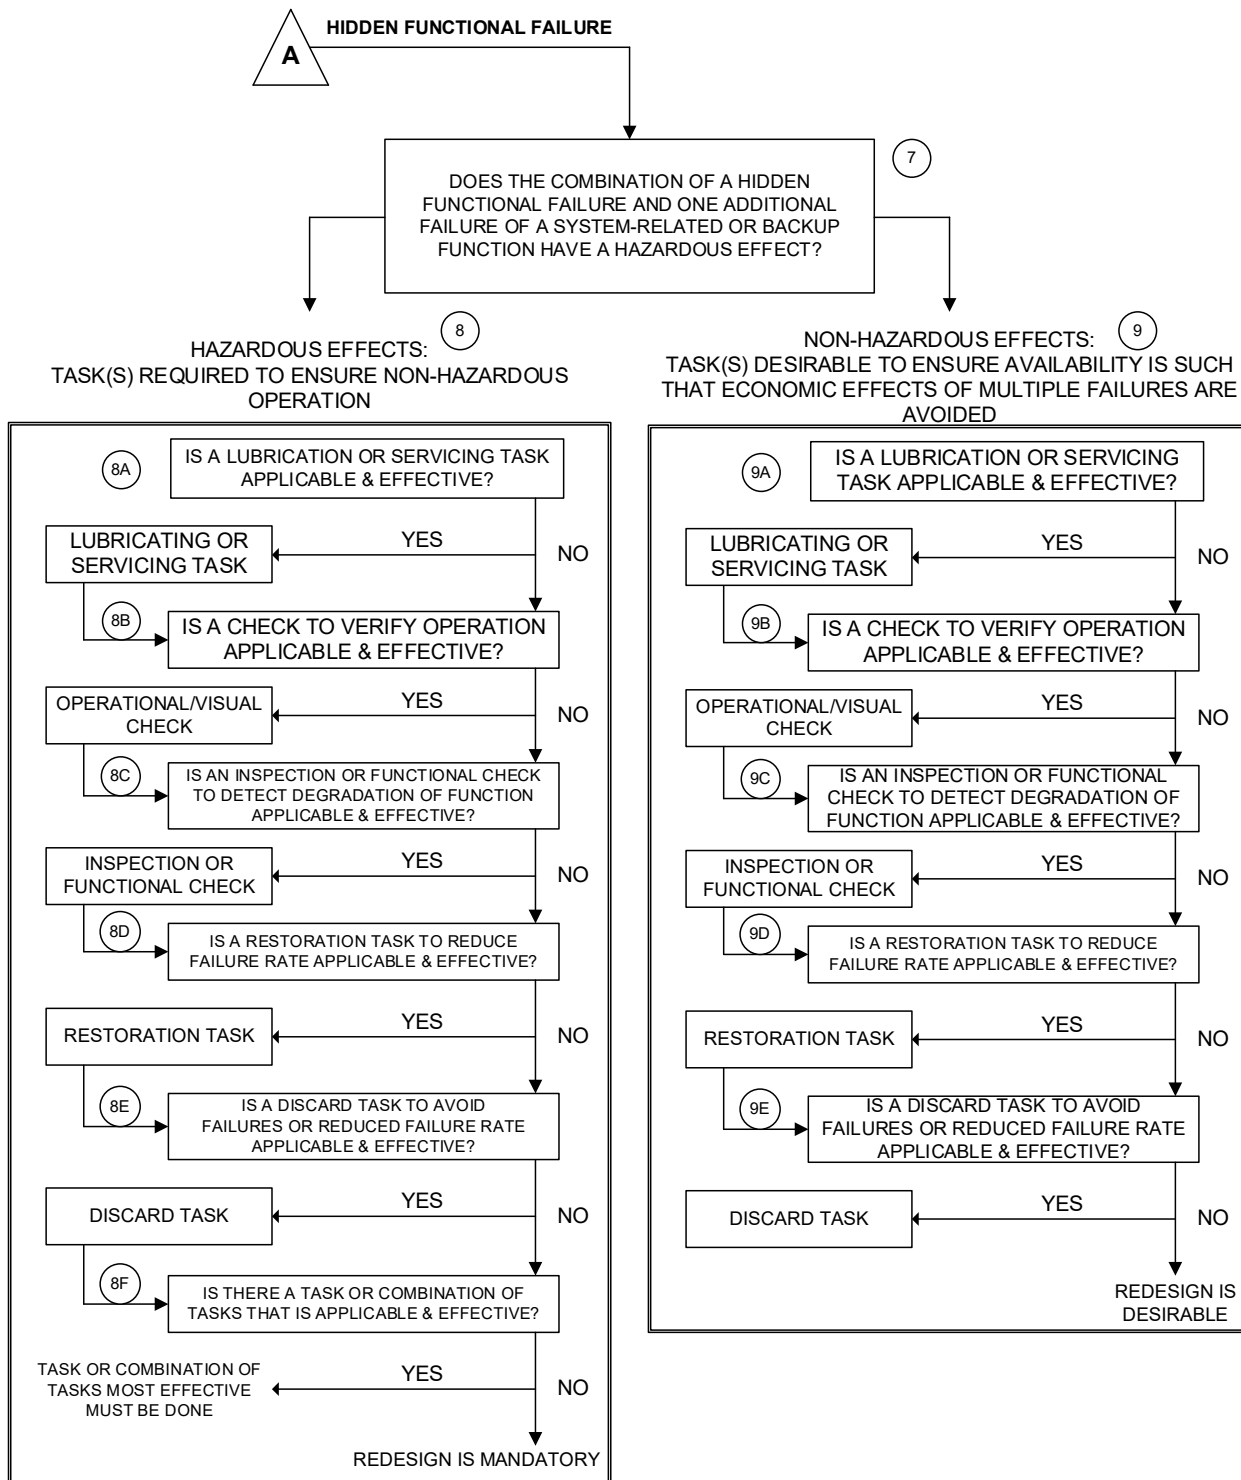 HIDDEN FUNCTIONAL FAILURE
A
7
DOES THE COMBINATION OF A HIDDEN
FUNCTIONAL FAILURE AND ONE ADDITIONAL
FAILURE OF A SYSTEM-RELATED OR BACKUP
FUNCTION HAVE A HAZARDOUS EFFECT?
8
HAZARDOUS EFFECTS:
TASK(S) REQUIRED TO ENSURE NON-HAZARDOUS
OPERATION
8A
IS A LUBRICATION OR SERVICING TASK
APPLICABLE & EFFECTIVE?
YES
NO
LUBRICATING OR
SERVICING TASK
8B
IS A CHECK TO VERIFY OPERATION
APPLICABLE & EFFECTIVE?
YES
NO
OPERATIONAL/VISUAL
CHECK
8C
IS AN INSPECTION OR FUNCTIONAL CHECK
TO DETECT DEGRADATION OF FUNCTION
APPLICABLE & EFFECTIVE?
YES
NO
INSPECTION OR
FUNCTIONAL CHECK
8D
IS A RESTORATION TASK TO REDUCE
FAILURE RATE APPLICABLE & EFFECTIVE?
YES
NO
RESTORATION TASK
8E
IS A DISCARD TASK TO AVOID
FAILURES OR REDUCED FAILURE RATE
APPLICABLE & EFFECTIVE?
YES
NO
DISCARD TASK
8F
IS THERE A TASK OR COMBINATION OF
TASKS THAT IS APPLICABLE & EFFECTIVE?
YES
NO
TASK OR COMBINATION OF
TASKS MOST EFFECTIVE
MUST BE DONE
REDESIGN IS MANDATORY
9
NON-HAZARDOUS EFFECTS:
TASK(S) DESIRABLE TO ENSURE AVAILABILITY IS SUCH
THAT ECONOMIC EFFECTS OF MULTIPLE FAILURES ARE
AVOIDED
9A
IS A LUBRICATION OR SERVICING
TASK APPLICABLE & EFFECTIVE?
YES
NO
LUBRICATING OR
SERVICING TASK
9B
IS A CHECK TO VERIFY OPERATION
APPLICABLE & EFFECTIVE?
YES
NO
OPERATIONAL/VISUAL
CHECK
9C
IS AN INSPECTION OR FUNCTIONAL
CHECK TO DETECT DEGRADATION OF
FUNCTION APPLICABLE & EFFECTIVE?
YES
NO
INSPECTION OR
FUNCTIONAL CHECK
9D
IS A RESTORATION TASK TO REDUCE
FAILURE RATE APPLICABLE & EFFECTIVE?
YES
NO
RESTORATION TASK
9E
IS A DISCARD TASK TO AVOID
FAILURES OR REDUCED FAILURE RATE
APPLICABLE & EFFECTIVE?
YES
NO
DISCARD TASK
REDESIGN IS
DESIRABLE